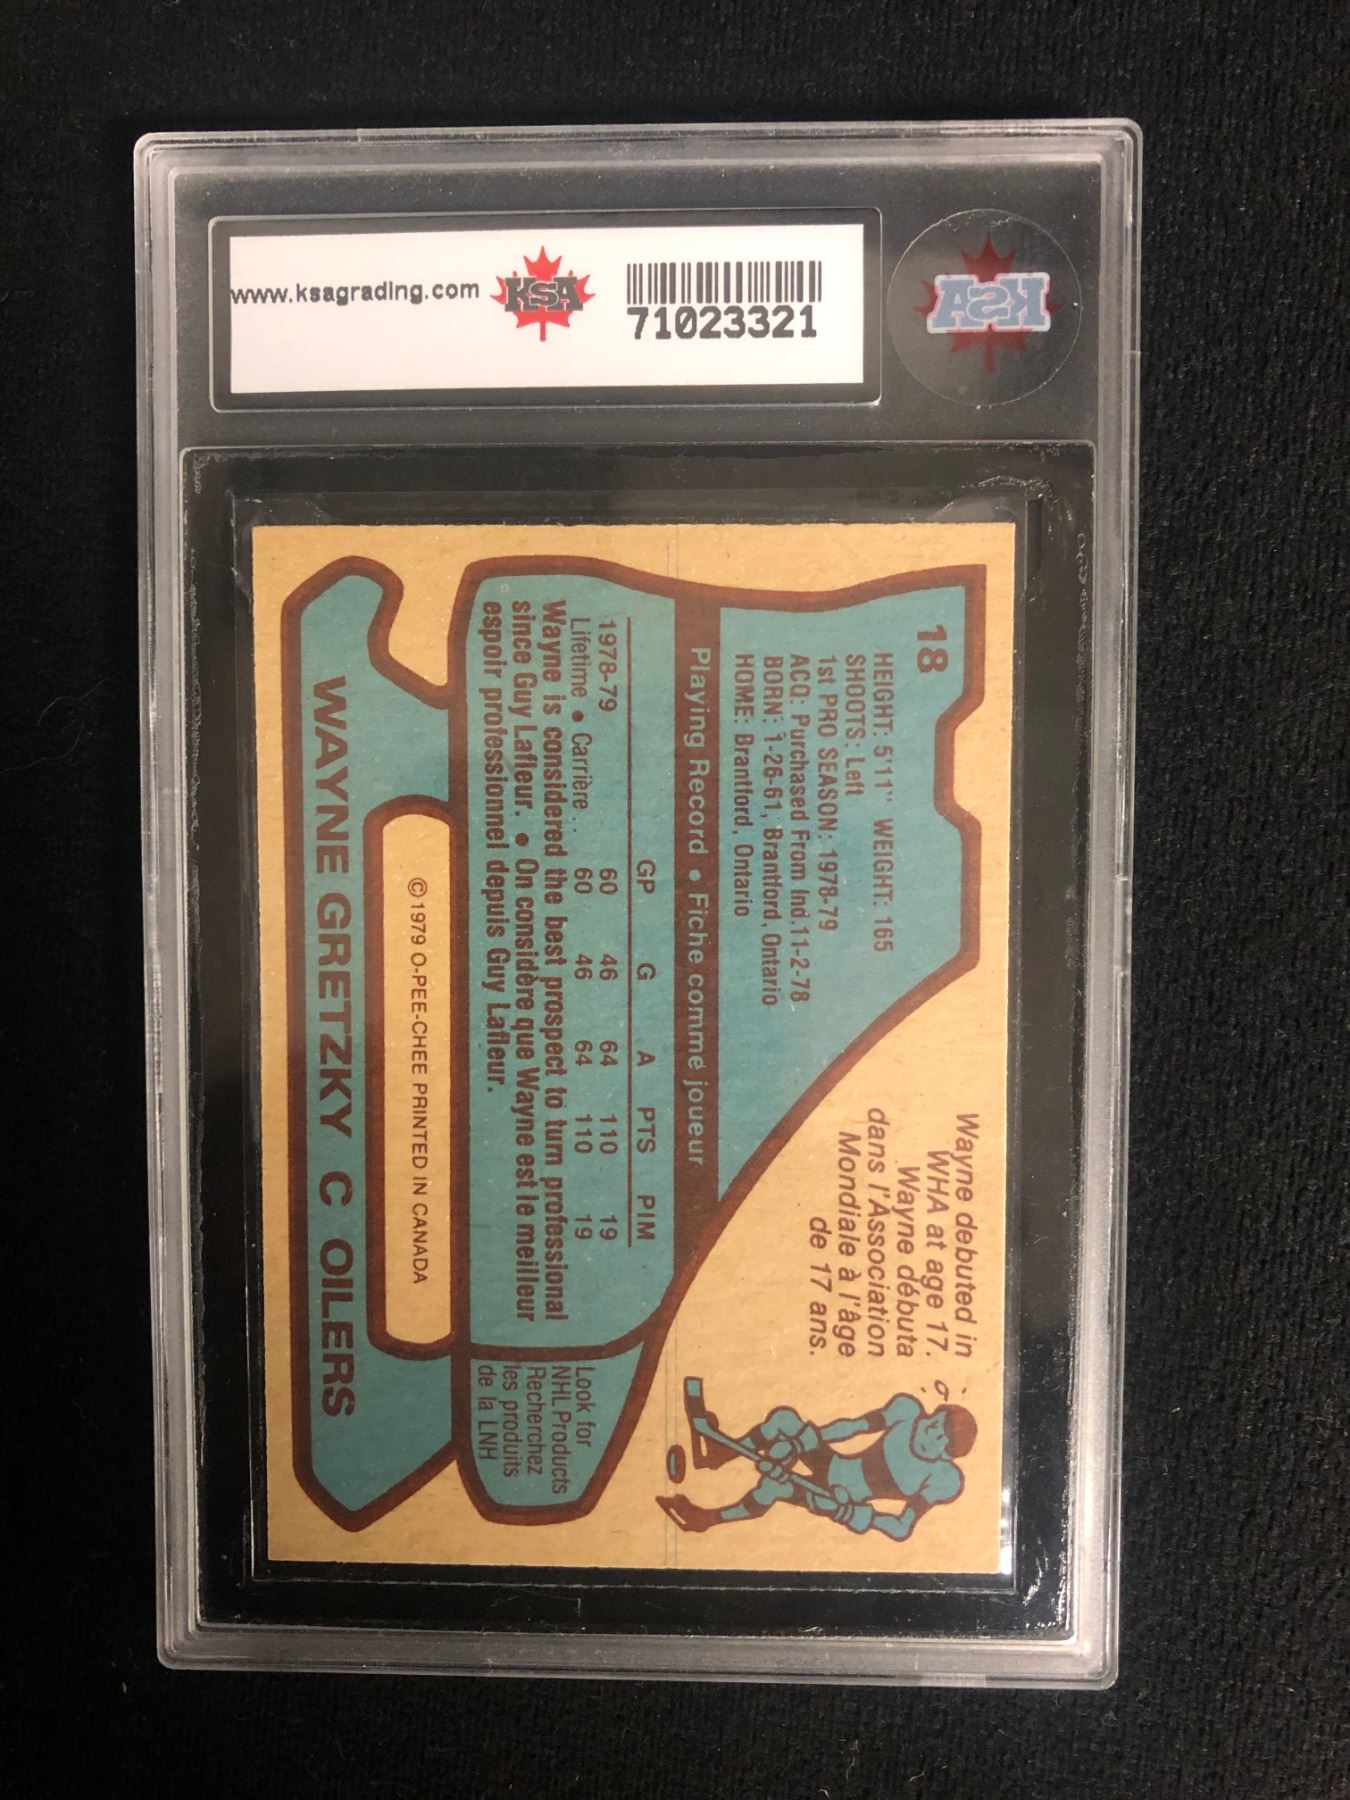 www.ksagrading.com
KSA
71023321
KSA
18
HEIGHT: 5'11" WEIGHT: 165
SHOOTS: Left
1st PRO SEASON: 1978-79
ACQ: Purchased From Ind.11-2-78
BORN: 1-26-61, Brantford, Ontario
HOME: Brantford, Ontario
Wayne debuted in
WHA at age 17.
Wayne débuta
dans l'Association
Mondiale à l'âge
de 17 ans.
Playing Record • Fiche comme joueur
GP G A PTS PIM
1978-79 60 46 64 110 19
Lifetime • Carrière .. 60 46 64 110 19
Wayne is considered the best prospect to turn professional
since Guy Lafleur. • On considère que Wayne est le meilleur
espoir professionnel depuis Guy Lafleur.
Look for
NHL Products
Recherchez
les produits
de la LNH
©1979 O-PEE-CHEE PRINTED IN CANADA
WAYNE GRETZKY C OILERS